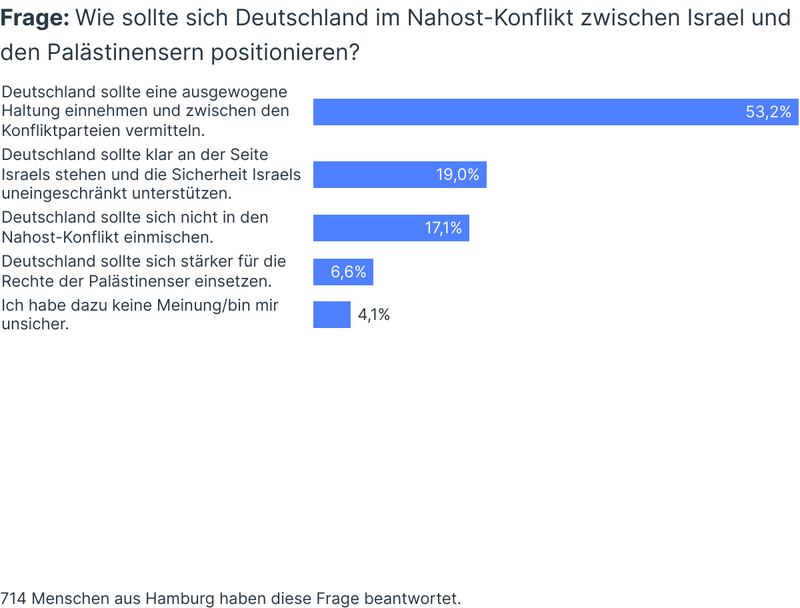 Frage: Wie sollte sich Deutschland im Nahost-Konflikt zwischen Israel und
den Palästinensern positionieren?
Deutschland sollte eine ausgewogene
Haltung einnehmen und zwischen den
Konfliktparteien vermitteln.
53,2%
Deutschland sollte klar an der Seite
Israels stehen und die Sicherheit Israels
uneingeschränkt unterstützen.
19,0%
Deutschland sollte sich nicht in den
Nahost-Konflikt einmischen.
17,1%
Deutschland sollte sich stärker für die
Rechte der Palästinenser einsetzen.
6,6%
Ich habe dazu keine Meinung/bin mir
unsicher.
4,1%
714 Menschen aus Hamburg haben diese Frage beantwortet.